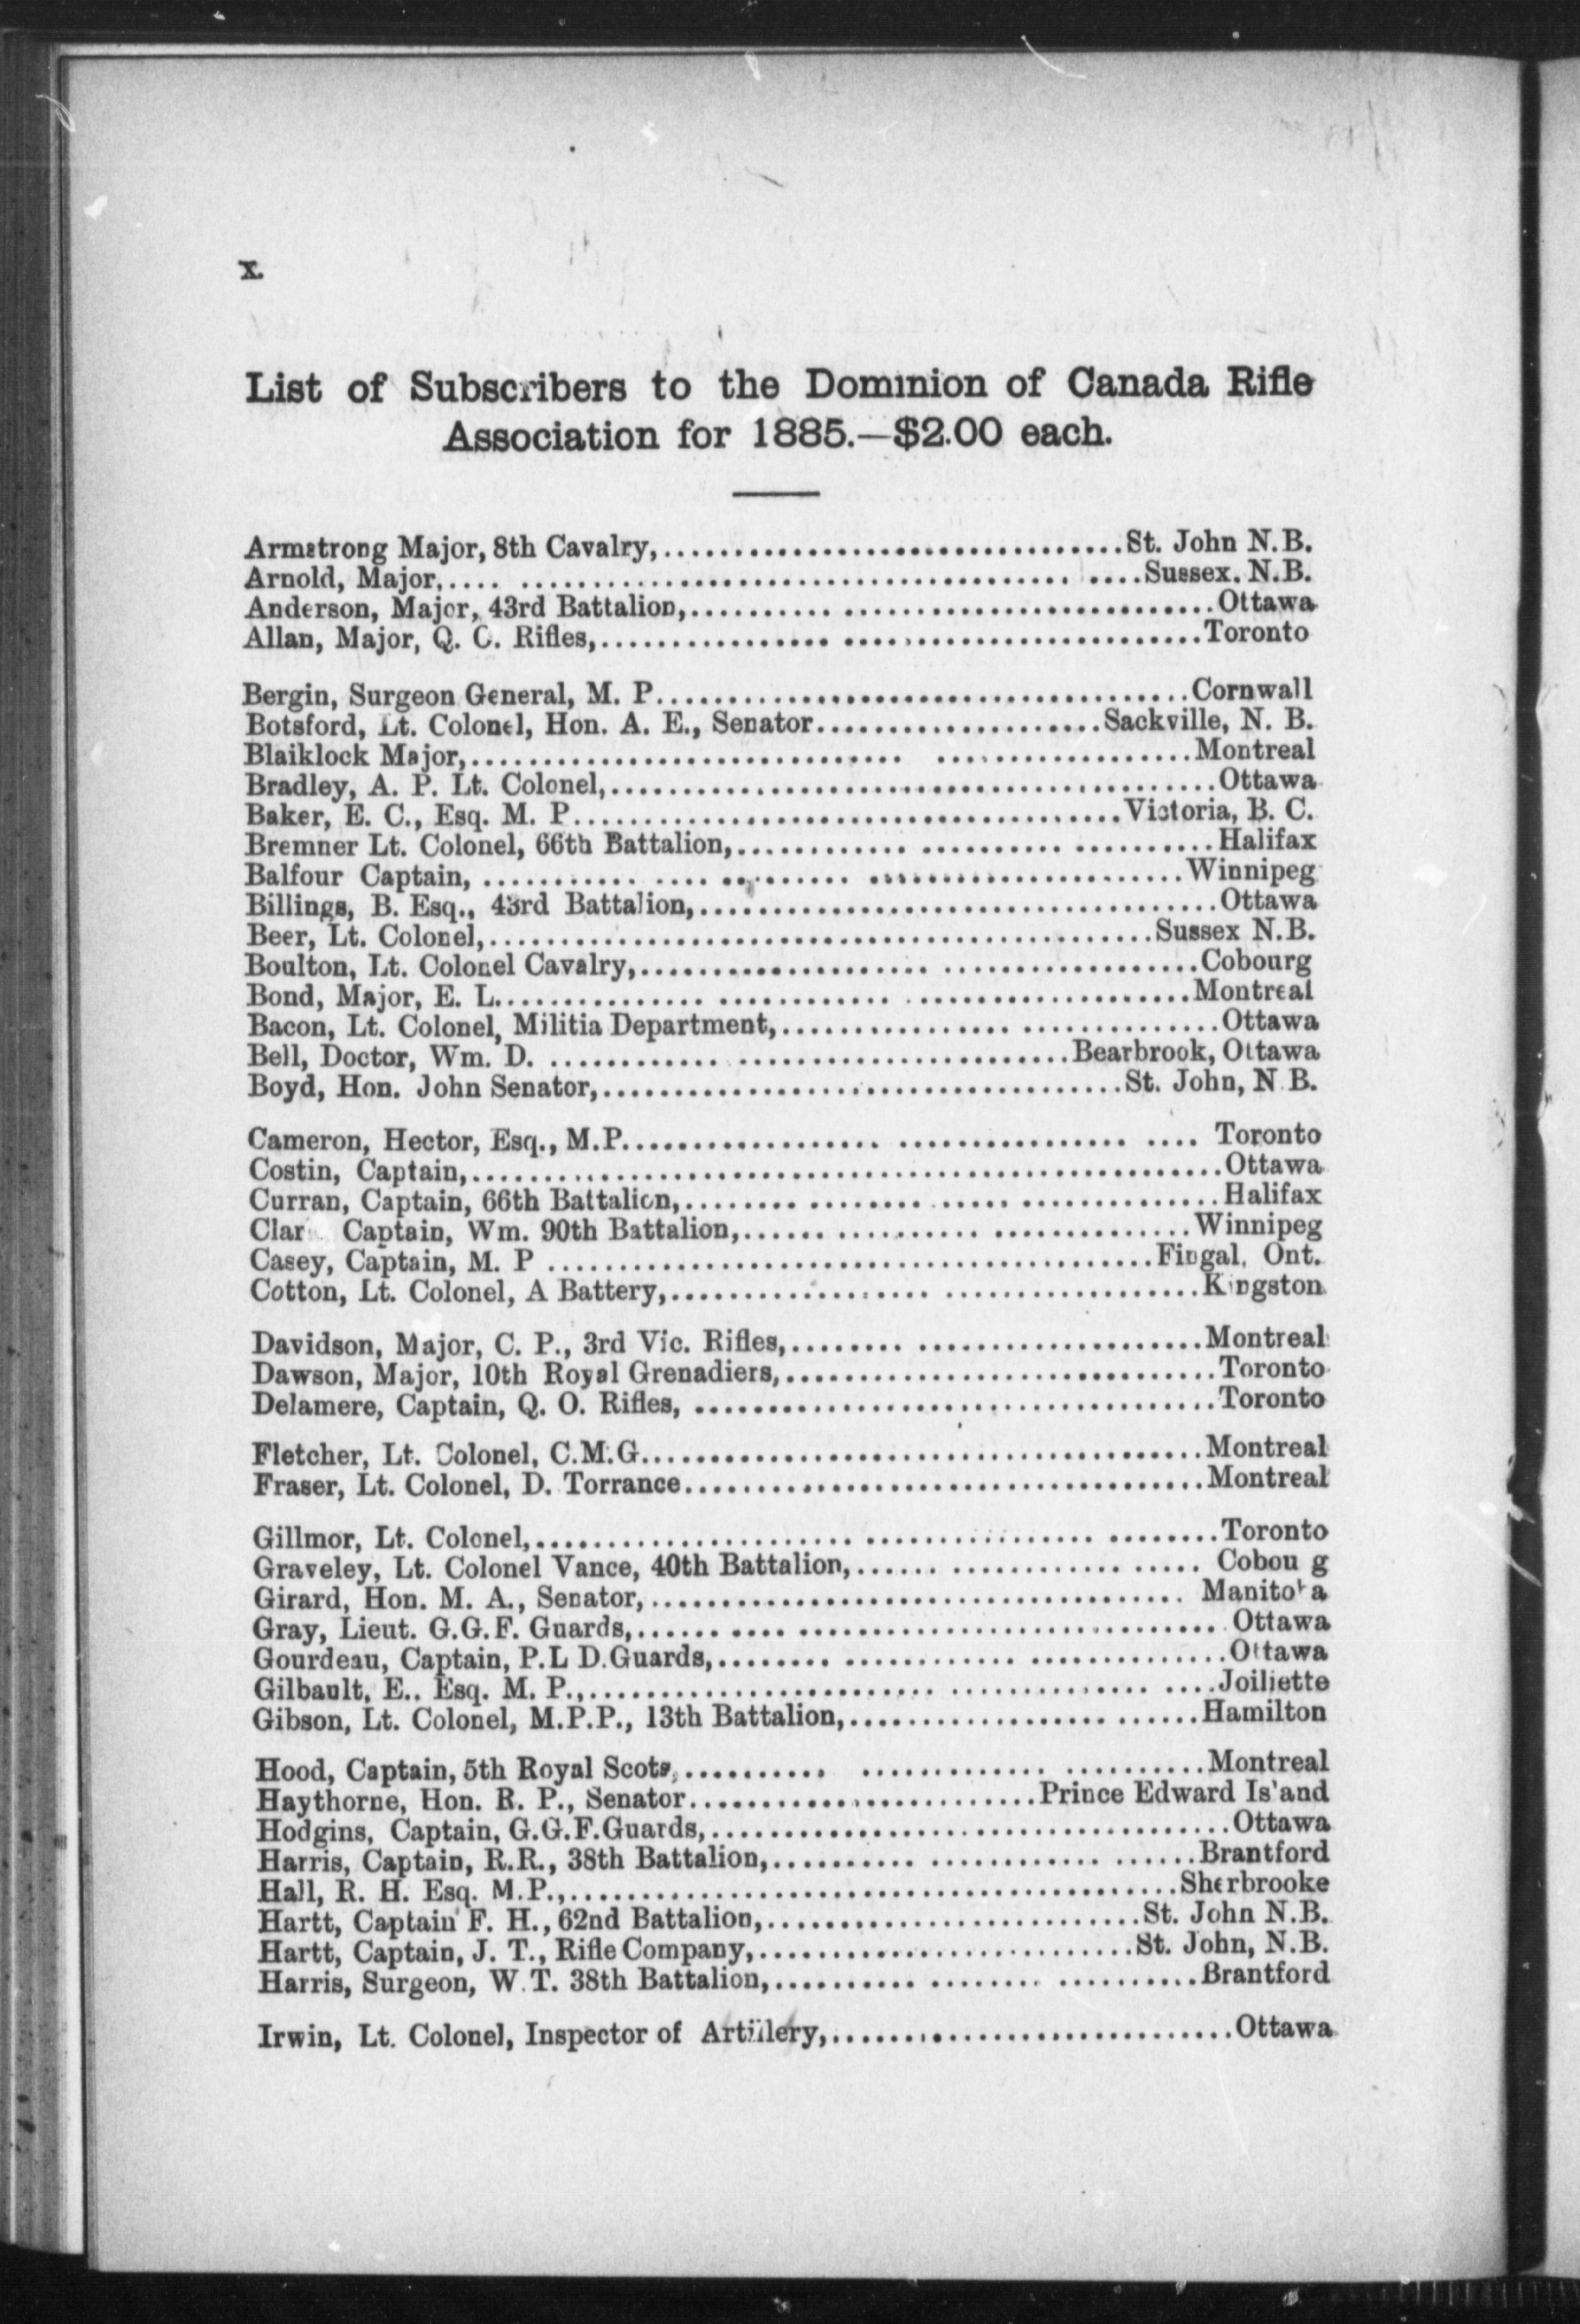 x.
List of Subscribers to the Dominion of Canada Rifle
Association for 1885.—$2.00 each.
Armstrong Major, 8th Cavalry,.................................St. John N.B.
Arnold, Major,.... ....................................... ....Sussex. N.B.
Anderson, Major, 43rd Battalion,.......... ..........................Ottawa
Allan, Major, Q. O. Rifles,................ .........................Toronto
Bergin, Surgeon General, M. P.....................................Cornwall
Botsford, Lt. Colonel, Hon. A. E., Senator....................Sackville, N. B.
Blaiklock Major,.............................. ..................Montreal
Bradley, A. P. Lt. Colonel,..........................................Ottawa
Baker, E. C., Esq. M. P......................................Victoria, B. C.
Bremner Lt. Colonel, 66th Battalion,............ ............ ..........Halifax
Balfour Captain, ............. .... ......... ......................Winnipeg
Billings, B. Esq., 43rd Battalion,....................................Ottawa
Beer, Lt. Colonel,..............................................Sussex N.B.
Boulton, Lt. Colonel Cavalry,.................... ..................Cobourg
Bond, Major, E. L............... ............ ....................Montreal
Bacon, Lt. Colonel, Militia Department,.................. ..............Ottawa
Bell, Doctor, Wm. D. ............ .......................Bearbrook, Ottawa
Boyd, Hon. John Senator,....................................St. John, N B.
Cameron, Hector, Esq., M.P.................. ................ .... Toronto
Costin, Captain,....................................................Ottawa
Curran, Captain, 66th Battalion,........ ........ ...... ..............Halifax
Clar Captain, Wm. 90th Battalion,...... .......... ..............Winnipeg
Casey, Captain, M. P ..........................................Fingal, Ont.
Cotton, Lt. Colonel, A Battery,.................. ..................Kingston
Davidson, Major, C. P., 3rd Vic. Rifles,........ ....................Montreal
Dawson, Major, 10th Royal Grenadiers,..............................Toronto
Delamere, Captain, Q. O. Rifles, ....................................Toronto
Fletcher, Lt. Colonel, C.M.G.......................................Montreal
Fraser, Lt. Colonel, D. Torrance....................................Montreal
Gillmor, Lt. Colonel,...................... ................ ........Toronto
Graveley, Lt. Colonel Vance, 40th Battalion,...... ............ ..... Cobou g
Girard, Hon. M. A., Senator,..................................... Manitoba
Gray, Lieut. G.G.F. Guards,...... .... .............................Ottawa
Gourdeau, Captain, P.L D.Guards,........ ............ ..............Ottawa
Gilbault, E.. Esq. M. P.,........................ .............. ....Joiliette
Gibson, Lt. Colonel, M.P.P., 13th Battalion,.................. ......Hamilton
Hood, Captain, 5th Royal Scots,.......... ............. ..........Montreal
Haythorne, Hon. R. P., Senator........................Prince Edward Is'and
Hodgins, Captain, G.G.F.Guards,....................................Ottawa
Harris, Captain, R.R., 38th Battalion,.......... ............ ......Brantford
Hall, R. H. Esq. M.P.,..........................................Sherbrooke
Hartt, Captain F. H., 62nd Battalion,..........................St. John N.B.
Hartt, Captain, J. T., Rifle Company,..........................St. John, N.B.
Harris, Surgeon, W.T. 38th Battalion,.......... ........ ..........Brantford
Irwin, Lt. Colonel, Inspector of Artillery,............................Ottawa